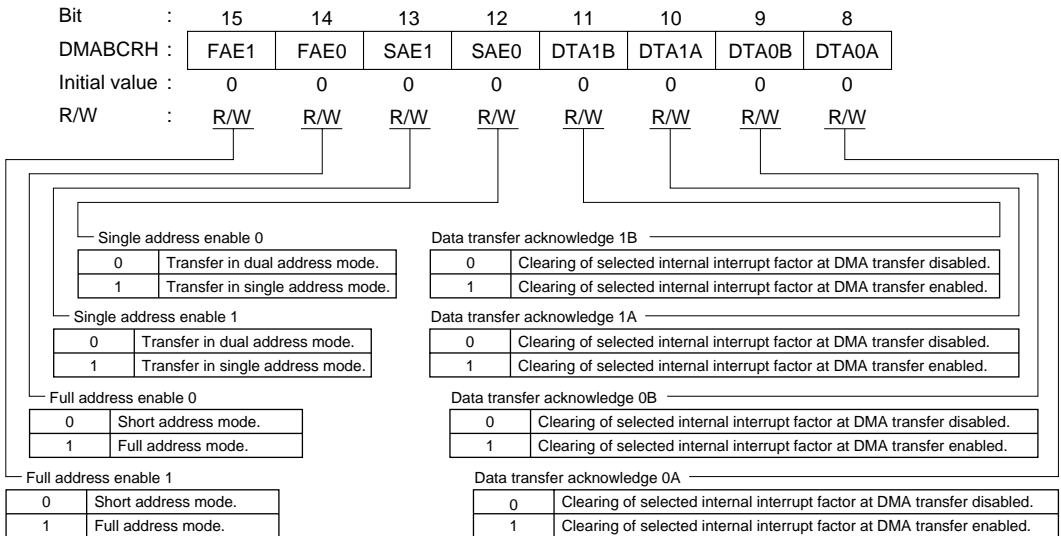 Bit : 15 14 13 12 11 10 9 8
DMABCRH : FAE1 FAE0 SAE1 SAE0 DTA1B DTA1A DTA0B DTA0A
Initial value : 0 0 0 0 0 0 0 0
R/W : R/W R/W R/W R/W R/W R/W R/W R/W
Single address enable 0
0 Transfer in dual address mode.
1 Transfer in single address mode.
Data transfer acknowledge 1B
0 Clearing of selected internal interrupt factor at DMA transfer disabled.
1 Clearing of selected internal interrupt factor at DMA transfer enabled.
Single address enable 1
0 Transfer in dual address mode.
1 Transfer in single address mode.
Data transfer acknowledge 1A
0 Clearing of selected internal interrupt factor at DMA transfer disabled.
1 Clearing of selected internal interrupt factor at DMA transfer enabled.
Full address enable 0
0 Short address mode.
1 Full address mode.
Data transfer acknowledge 0B
0 Clearing of selected internal interrupt factor at DMA transfer disabled.
1 Clearing of selected internal interrupt factor at DMA transfer enabled.
Full address enable 1
0 Short address mode.
1 Full address mode.
Data transfer acknowledge 0A
0 Clearing of selected internal interrupt factor at DMA transfer disabled.
1 Clearing of selected internal interrupt factor at DMA transfer enabled.